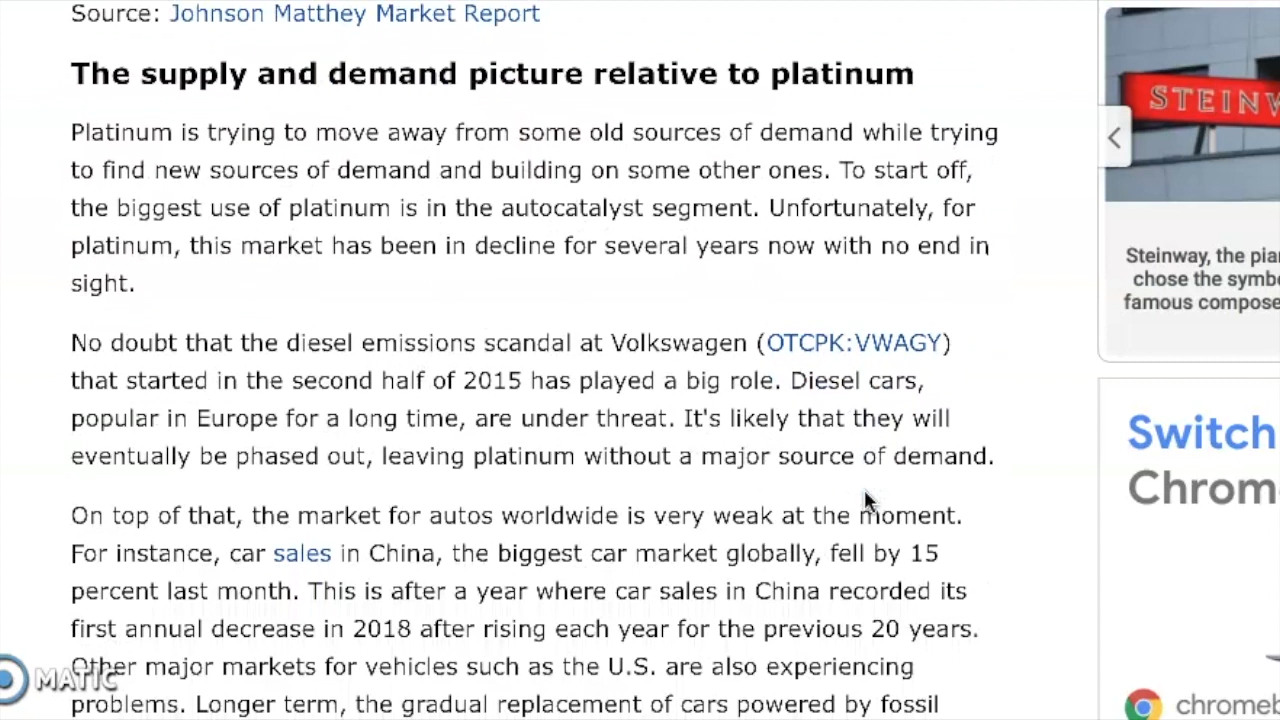 Source: Johnson Matthey Market Report
The supply and demand picture relative to platinum
Platinum is trying to move away from some old sources of demand while trying
to find new sources of demand and building on some other ones. To start off,
the biggest use of platinum is in the autocatalyst segment. Unfortunately, for
platinum, this market has been in decline for several years now with no end in
sight.
No doubt that the diesel emissions scandal at Volkswagen (OTCPK:VWAGY)
that started in the second half of 2015 has played a big role. Diesel cars,
popular in Europe for a long time, are under threat. It's likely that they will
eventually be phased out, leaving platinum without a major source of demand.
On top of that, the market for autos worldwide is very weak at the moment.
For instance, car sales in China, the biggest car market globally, fell by 15
percent last month. This is after a year where car sales in China recorded its
first annual decrease in 2018 after rising each year for the previous 20 years.
Other major markets for vehicles such as the U.S. are also experiencing
problems. Longer term, the gradual replacement of cars powered by fossil
MATIC
STEINW
Steinway, the pia
chose the symb
famous compose
Switch
Chrom
chromeb